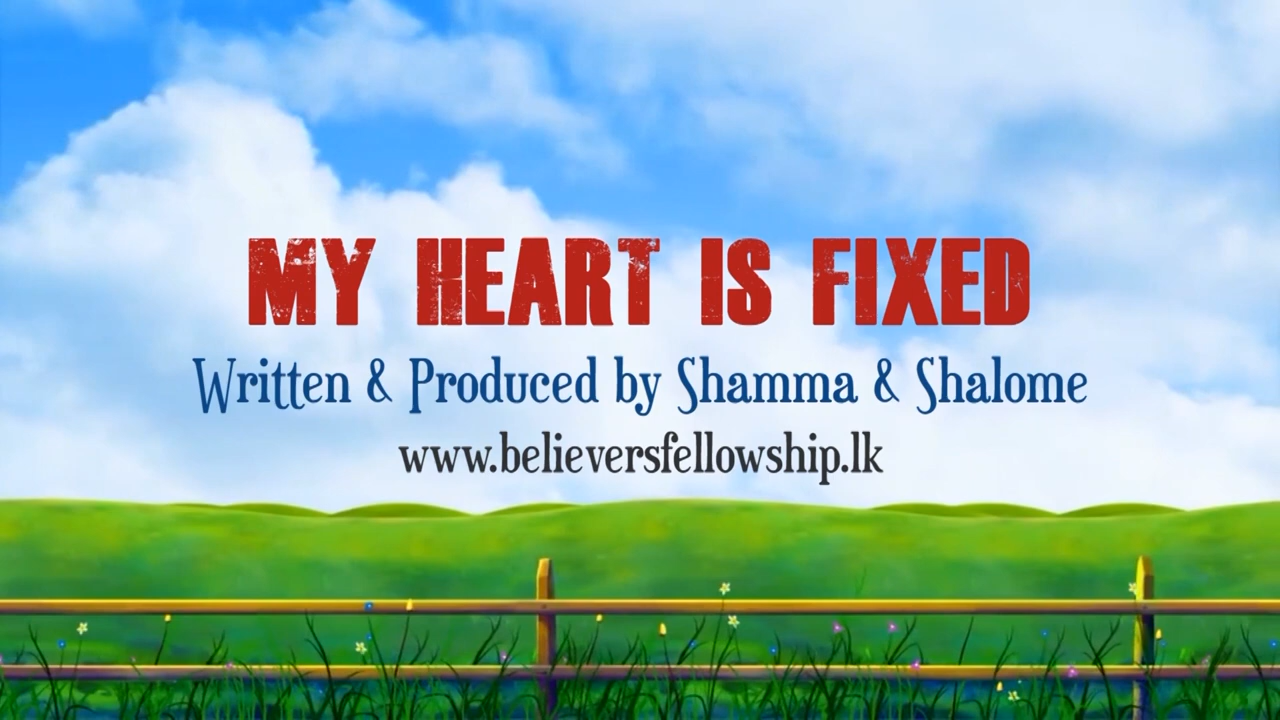 MY HEART IS FIXED
Written & Produced by Shamma & Shalome
www.believersfellowship.lk